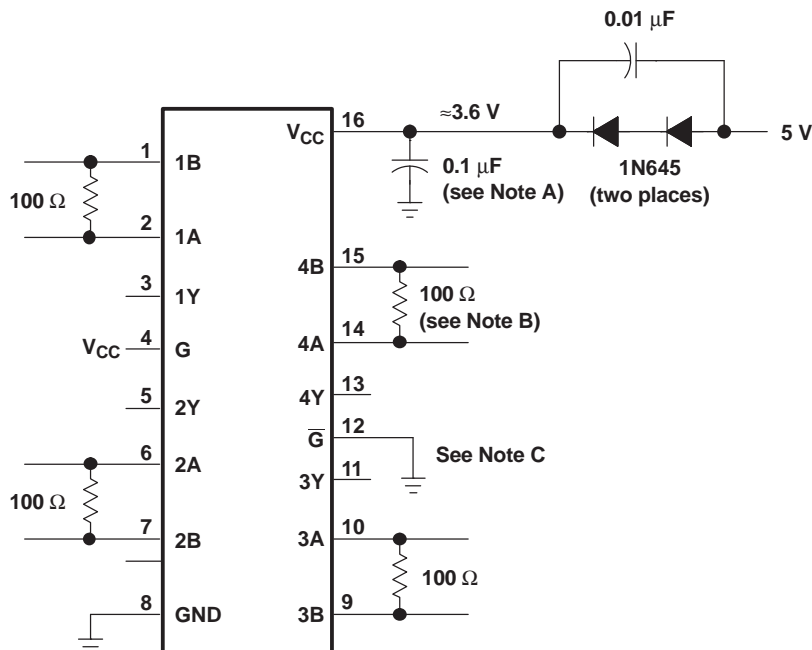 0.01 μF
≈3.6 V
5 V
16
VCC
1N645
(two places)
0.1 μF
(see Note A)
1
1B
100 Ω
2
1A
15
4B
3
1Y
100 Ω
(see Note B)
VCC
4
G
14
4A
5
2Y
13
4Y
12
G̅
See Note C
6
2A
11
3Y
100 Ω
7
2B
10
3A
100 Ω
8
GND
9
3B